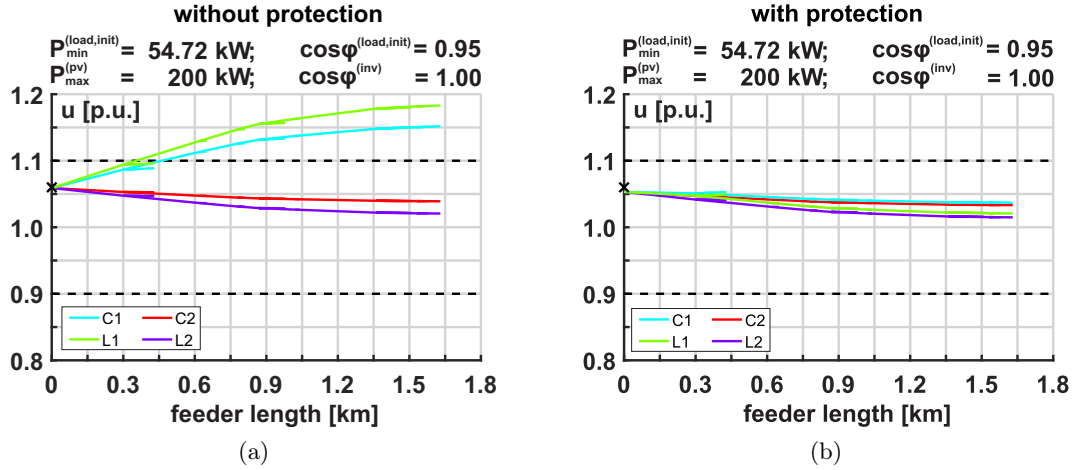 without protection
P_min^(load,init) = 54.72 kW; cosφ^(load,init) = 0.95
P_max^(pv) = 200 kW; cosφ^(inv) = 1.00
u [p.u.]
1.2
1.1
1.0
0.9
0.8
C1 C2
L1 L2
0 0.3 0.6 0.9 1.2 1.5 1.8
feeder length [km]
(a)
with protection
P_min^(load,init) = 54.72 kW; cosφ^(load,init) = 0.95
P_max^(pv) = 200 kW; cosφ^(inv) = 1.00
u [p.u.]
1.2
1.1
1.0
0.9
0.8
C1 C2
L1 L2
0 0.3 0.6 0.9 1.2 1.5 1.8
feeder length [km]
(b)